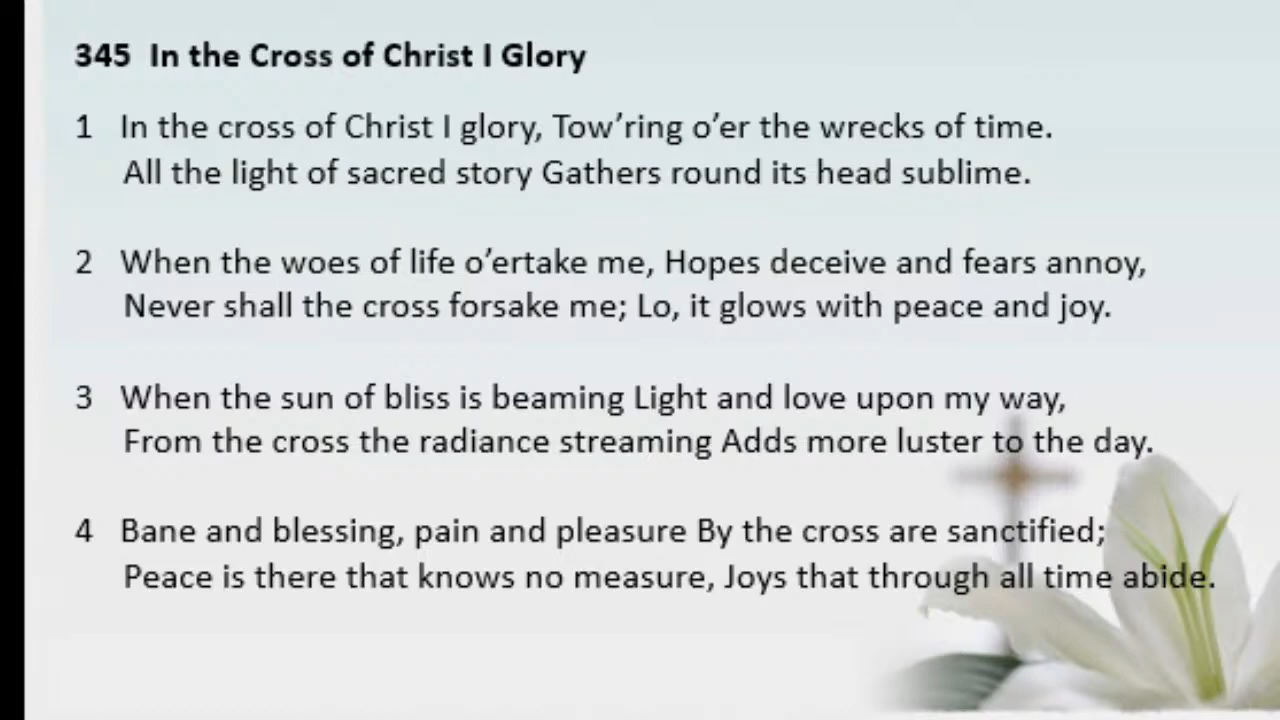 345 In the Cross of Christ I Glory
1 In the cross of Christ I glory, Tow’ring o’er the wrecks of time.
All the light of sacred story Gathers round its head sublime.
2 When the woes of life o’ertake me, Hopes deceive and fears annoy,
Never shall the cross forsake me; Lo, it glows with peace and joy.
3 When the sun of bliss is beaming Light and love upon my way,
From the cross the radiance streaming Adds more luster to the day.
4 Bane and blessing, pain and pleasure By the cross are sanctified;
Peace is there that knows no measure, Joys that through all time abide.